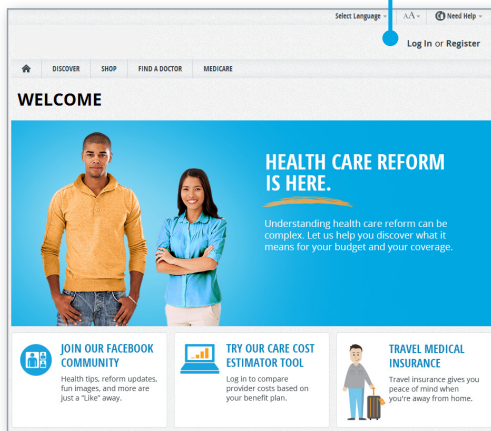 Select Language
AA
Need Help
Log In or Register
DISCOVER SHOP FIND A DOCTOR MEDICARE
WELCOME
HEALTH CARE REFORM
IS HERE.
Understanding health care reform can be
complex. Let us help you discover what it
means for your budget and your coverage.
JOIN OUR FACEBOOK
COMMUNITY
Health tips, reform updates,
fun images, and more are
just a "Like" away.
TRY OUR CARE COST
ESTIMATOR TOOL
Log in to compare
provider costs based on
your benefit plan.
TRAVEL MEDICAL
INSURANCE
Travel insurance gives you
peace of mind when
you're away from home.